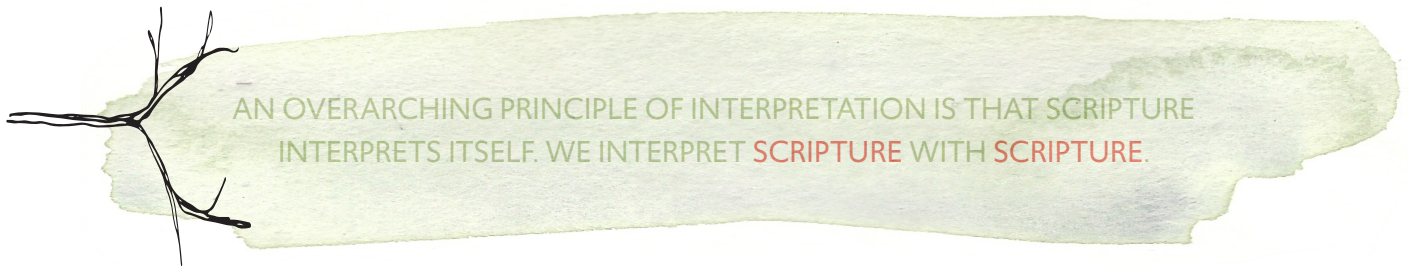 AN OVERARCHING PRINCIPLE OF INTERPRETATION IS THAT SCRIPTURE
INTERPRETS ITSELF. WE INTERPRET SCRIPTURE WITH SCRIPTURE.